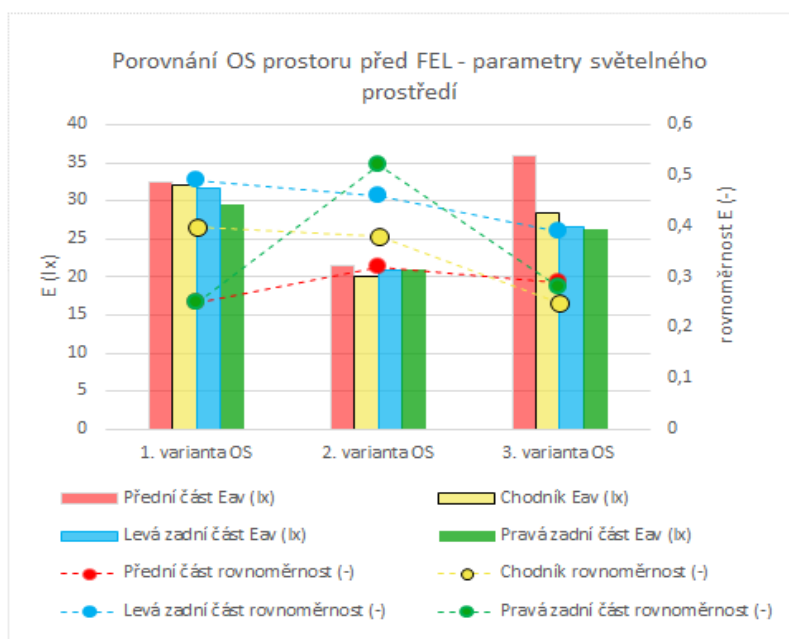 Porovnání OS prostoru před FEL - parametry světelného
prostředí
40
35
30
25
20
15
10
5
0
E (lx)
0,6
0,5
0,4
0,3
0,2
0,1
0
rovnoměrnost E (-)
1. varianta OS
2. varianta OS
3. varianta OS
Přední část Eav (lx)
Chodník Eav (lx)
Levá zadní část Eav (lx)
Pravá zadní část Eav (lx)
Přední část rovnoměrnost (-)
Chodník rovnoměrnost (-)
Levá zadní část rovnoměrnost (-)
Pravá zadní část rovnoměrnost (-)